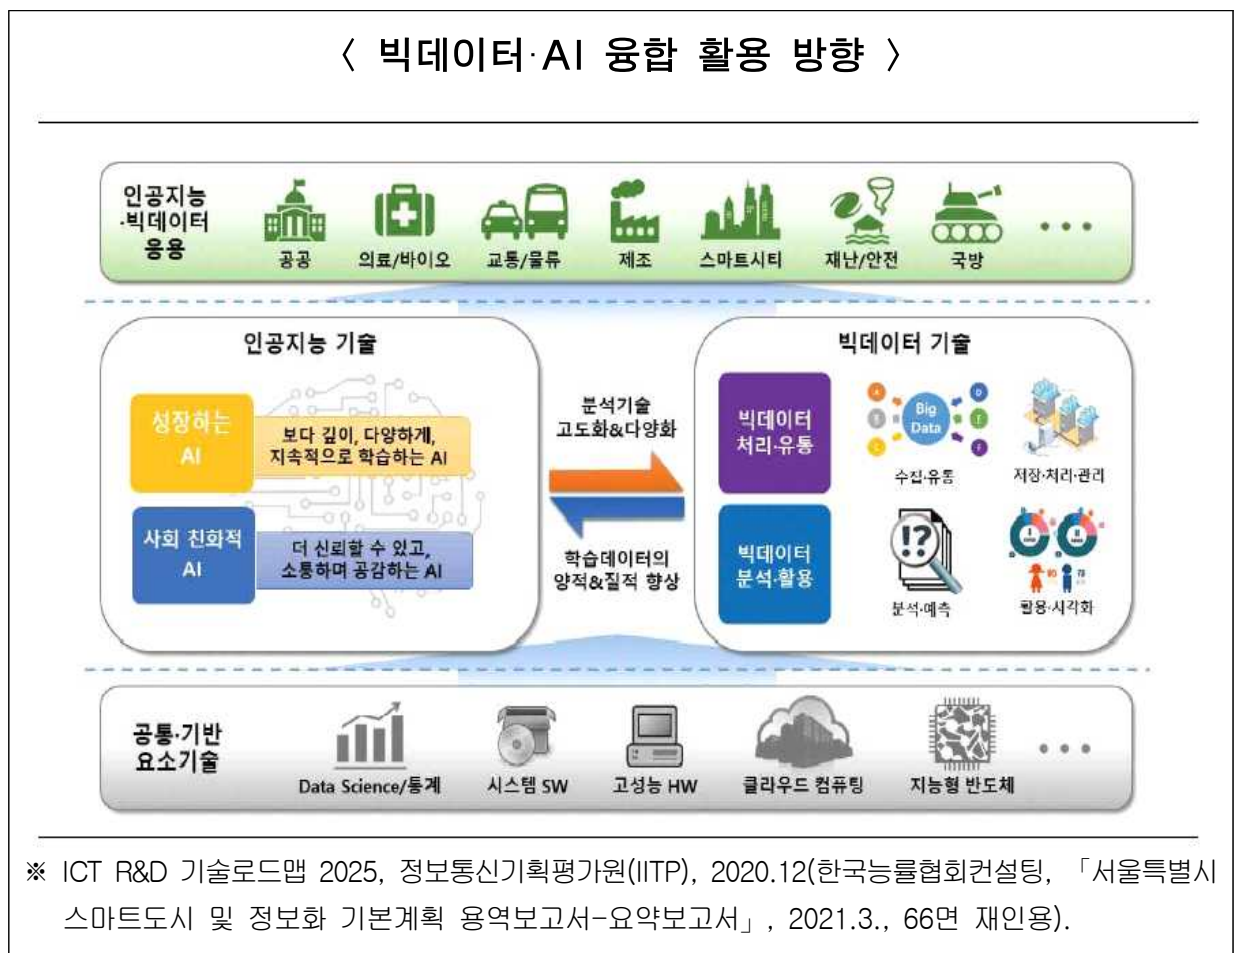 〈 빅데이터·AI 융합 활용 방향 〉
인공지능
·빅데이터
응용
공공
의료/바이오
교통/물류
제조
스마트시티
재난/안전
국방
인공지능 기술
성장하는
AI
보다 깊이, 다양하게,
지속적으로 학습하는 AI
사회 친화적
AI
더 신뢰할 수 있고,
소통하며 공감하는 AI
분석기술
고도화&다양화
학습데이터의
양적&질적 향상
빅데이터 기술
빅데이터
처리·유통
Big
Data
수집·유통
저장·처리·관리
빅데이터
분석·활용
!?
분석·예측
활용·시각화
공통·기반
요소기술
Data Science/통계
시스템 SW
고성능 HW
클라우드 컴퓨팅
지능형 반도체
※ ICT R&D 기술로드맵 2025, 정보통신기획평가원(IITP), 2020.12(한국능률협회컨설팅, 「서울특별시
스마트도시 및 정보화 기본계획 용역보고서-요약보고서」, 2021.3., 66면 재인용).